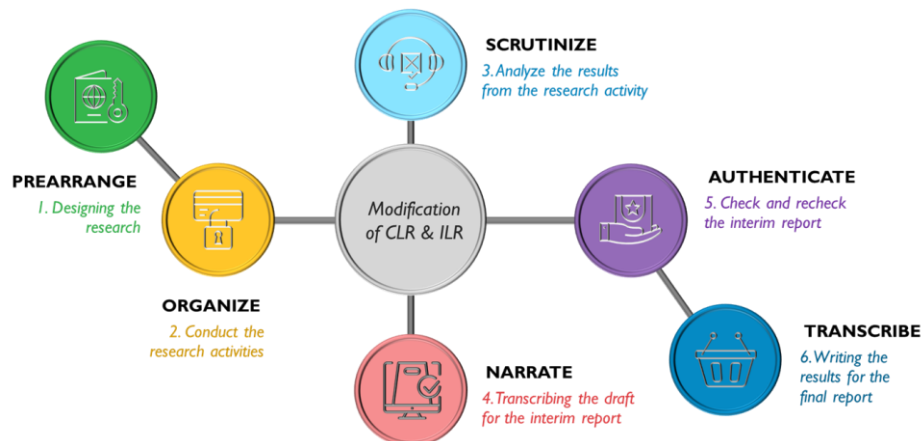 PREARRANGE
1. Designing the
research
ORGANIZE
2. Conduct the
research activities
SCRUTINIZE
3. Analyze the results
from the research activity
Modification
of CLR & ILR
NARRATE
4. Transcribing the draft
for the interim report
AUTHENTICATE
5. Check and recheck
the interim report
TRANSCRIBE
6. Writing the
results for the
final report